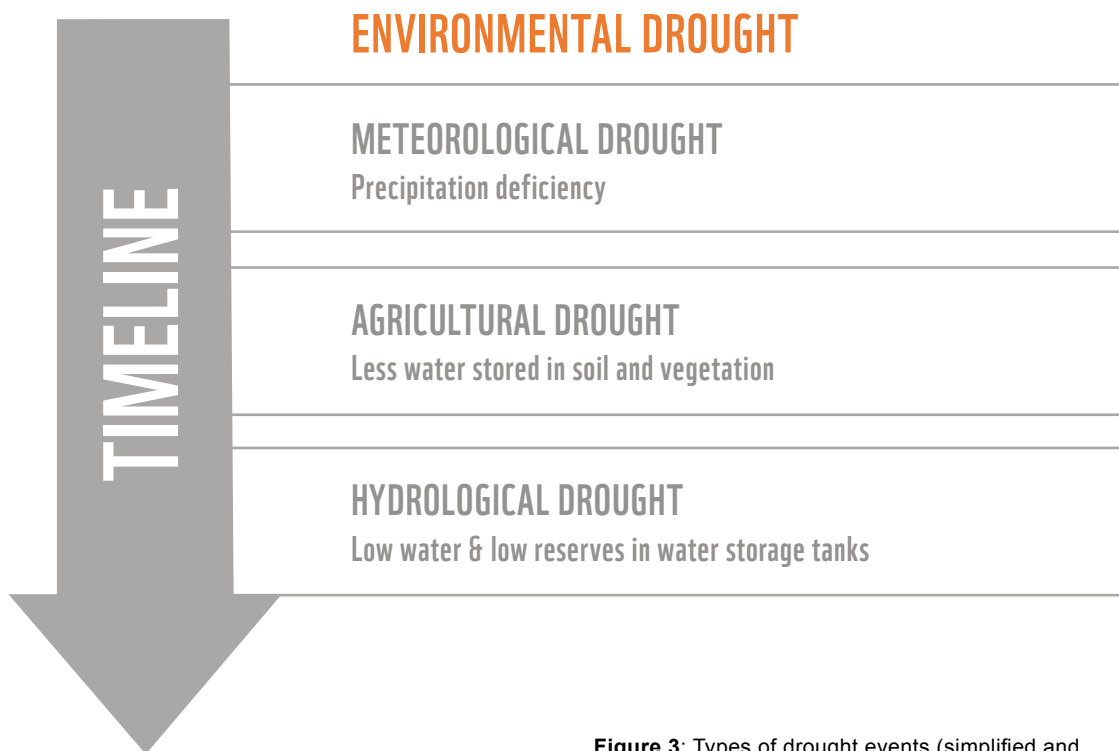 ENVIRONMENTAL DROUGHT
TIMELINE
METEOROLOGICAL DROUGHT
Precipitation deficiency
AGRICULTURAL DROUGHT
Less water stored in soil and vegetation
HYDROLOGICAL DROUGHT
Low water & low reserves in water storage tanks
Figure 3: Types of drought events (simplified and